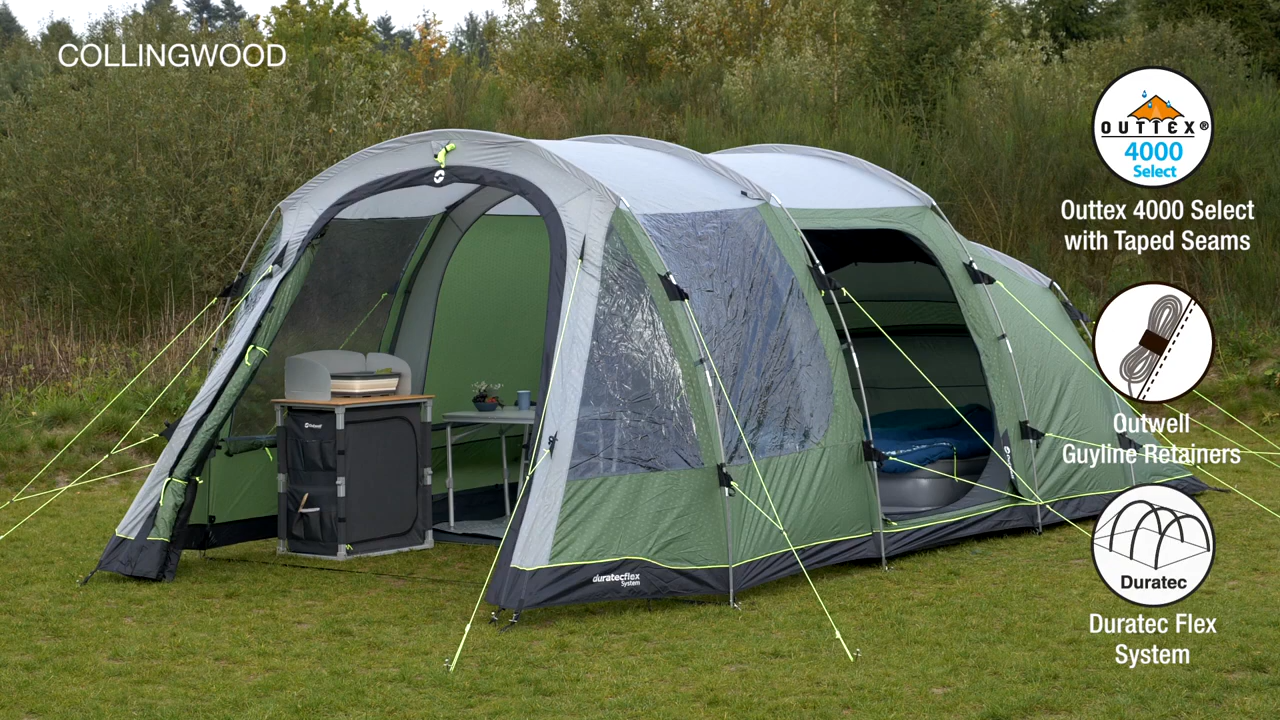 COLLINGWOOD
OUTTEX®
4000
Select
Outtex 4000 Select
with Taped Seams
Outwell
Guyline Retainers
Duratec
Duratec Flex
System
duratecflex
System